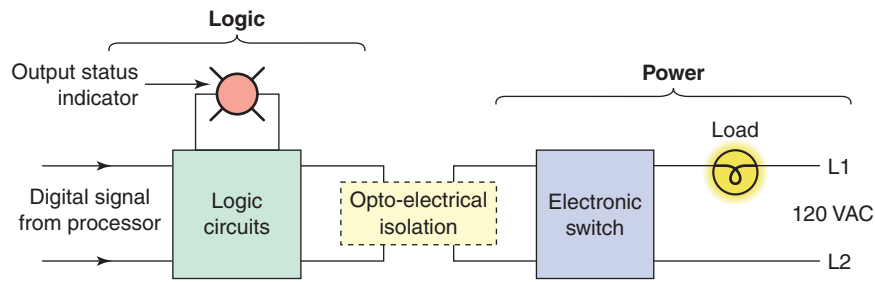 Logic
Output status
indicator
Power
Load
L1
Digital signal
from processor
Logic
circuits
Opto-electrical
isolation
Electronic
switch
120 VAC
L2